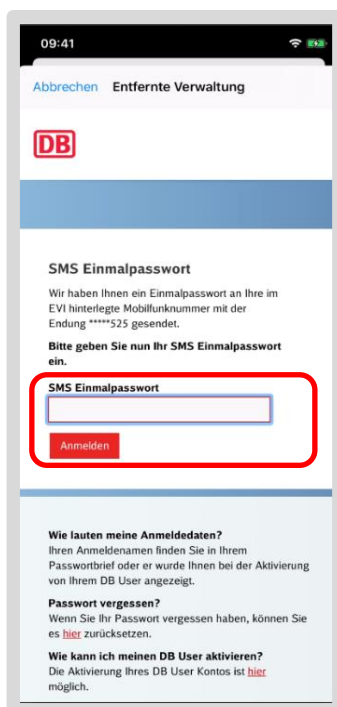 09:41
Abbrechen Entfernte Verwaltung
DB
SMS Einmalpasswort
Wir haben Ihnen ein Einmalpasswort an Ihre im
EVI hinterlegte Mobilfunknummer mit der
Endung *****525 gesendet.
Bitte geben Sie nun Ihr SMS Einmalpasswort
ein.
SMS Einmalpasswort
Anmelden
Wie lauten meine Anmeldedaten?
Ihren Anmeldenamen finden Sie in Ihrem
Passwortbrief oder er wurde Ihnen bei der Aktivierung
von Ihrem DB User angezeigt.
Passwort vergessen?
Wenn Sie Ihr Passwort vergessen haben, können Sie
es hier zurücksetzen.
Wie kann ich meinen DB User aktivieren?
Die Aktivierung Ihres DB User Kontos ist hier
möglich.